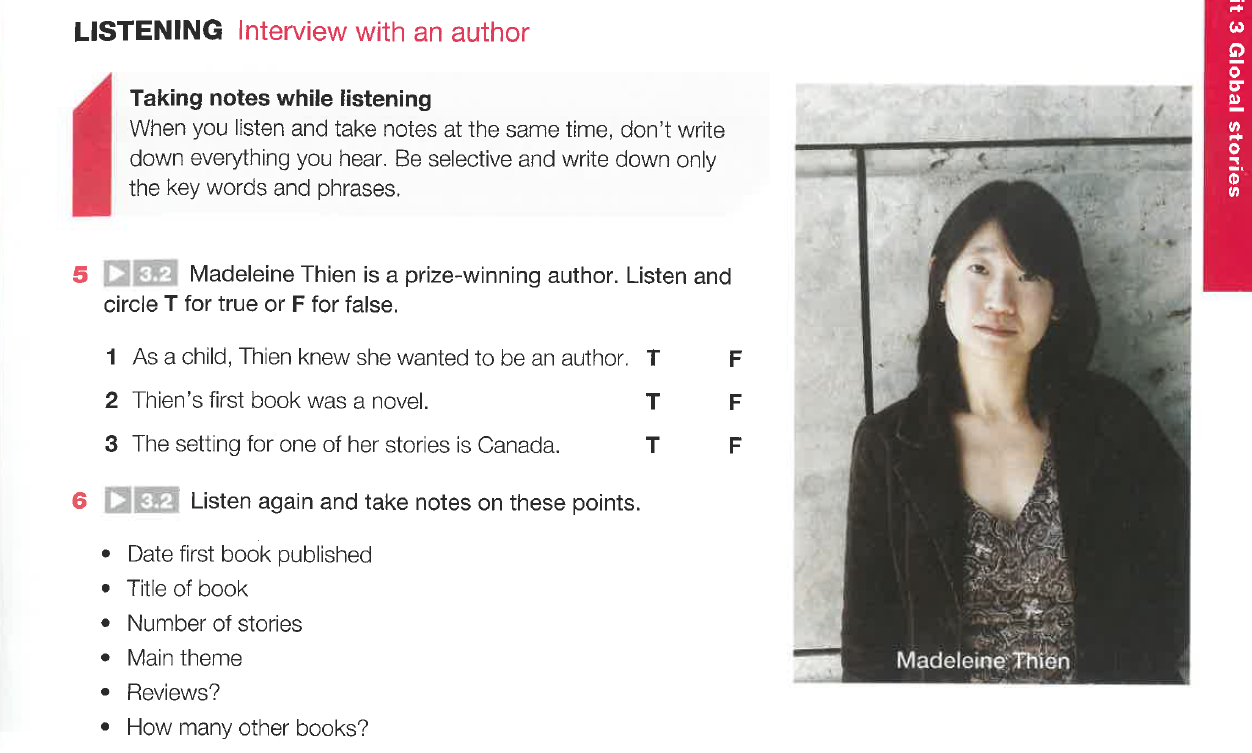 LISTENING Interview with an author
Taking notes while listening
When you listen and take notes at the same time, don't write
down everything you hear. Be selective and write down only
the key words and phrases.
5 3.2 Madeleine Thien is a prize-winning author. Listen and
circle T for true or F for false.
1 As a child, Thien knew she wanted to be an author. T F
2 Thien's first book was a novel. T F
3 The setting for one of her stories is Canada. T F
6 3.2 Listen again and take notes on these points.
• Date first book published
• Title of book
• Number of stories
• Main theme
• Reviews?
• How many other books?
Madeleine Thien
it 3 Global stories